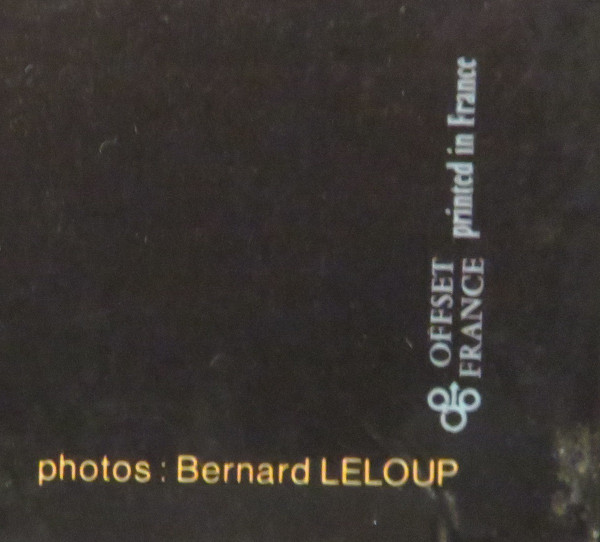 OFFSET
FRANCE printed in France
photos : Bernard LELOUP